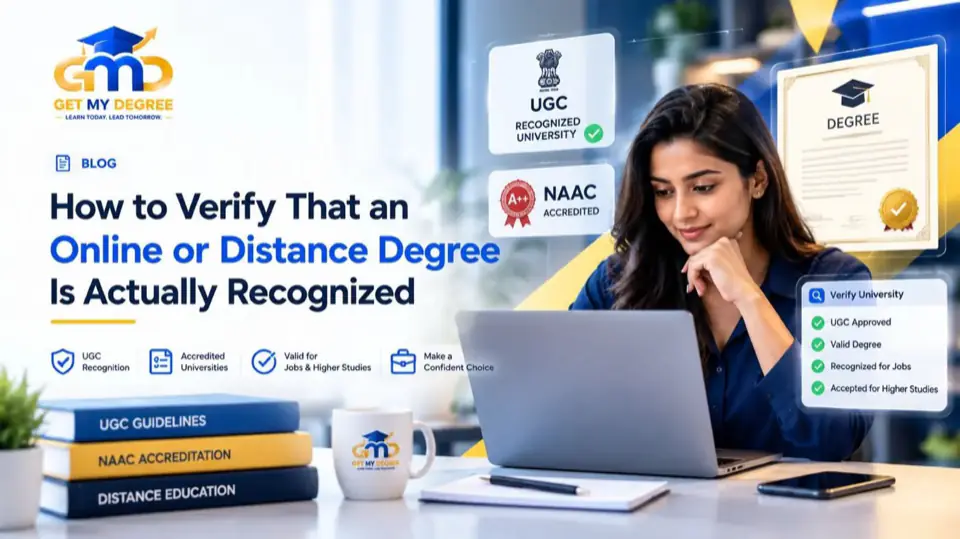 GMD
GET MY DEGREE
LEARN TODAY. LEAD TOMORROW.
BLOG
How to Verify That an
Online or Distance Degree
Is Actually Recognized
UGC
Recognition
Accredited
Universities
Valid for
Jobs & Higher Studies
Make a
Confident Choice
UGC
RECOGNIZED
UNIVERSITY
A++
NAAC
ACCREDITED
DEGREE
Verify University
UGC Approved
Valid Degree
Recognized for Jobs
Accepted for Higher Studies
UGC GUIDELINES
NAAC ACCREDITATION
DISTANCE EDUCATION
GMD
GET MY DEGREE